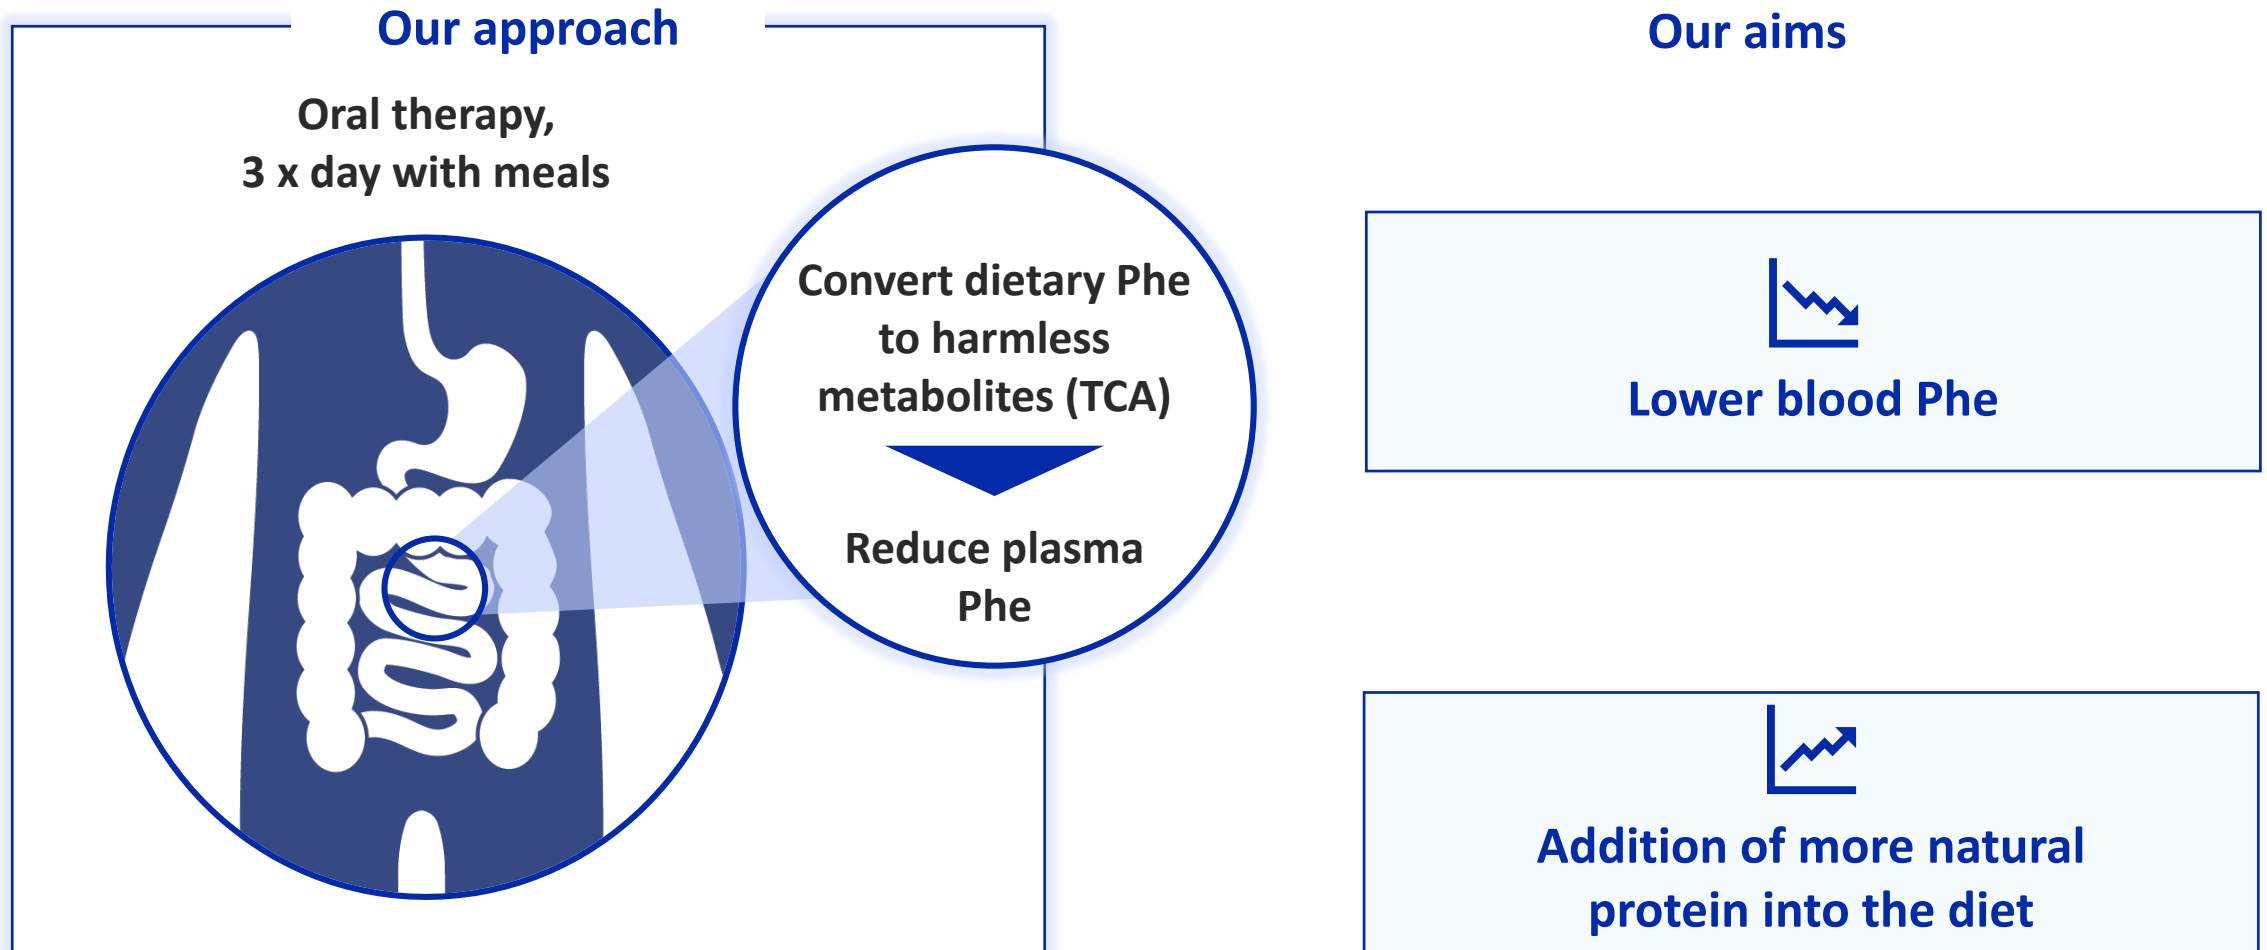 Our approach
Oral therapy,
3 x day with meals
Convert dietary Phe
to harmless
metabolites (TCA)
Reduce plasma
Phe
Our aims
Lower blood Phe
Addition of more natural
protein into the diet